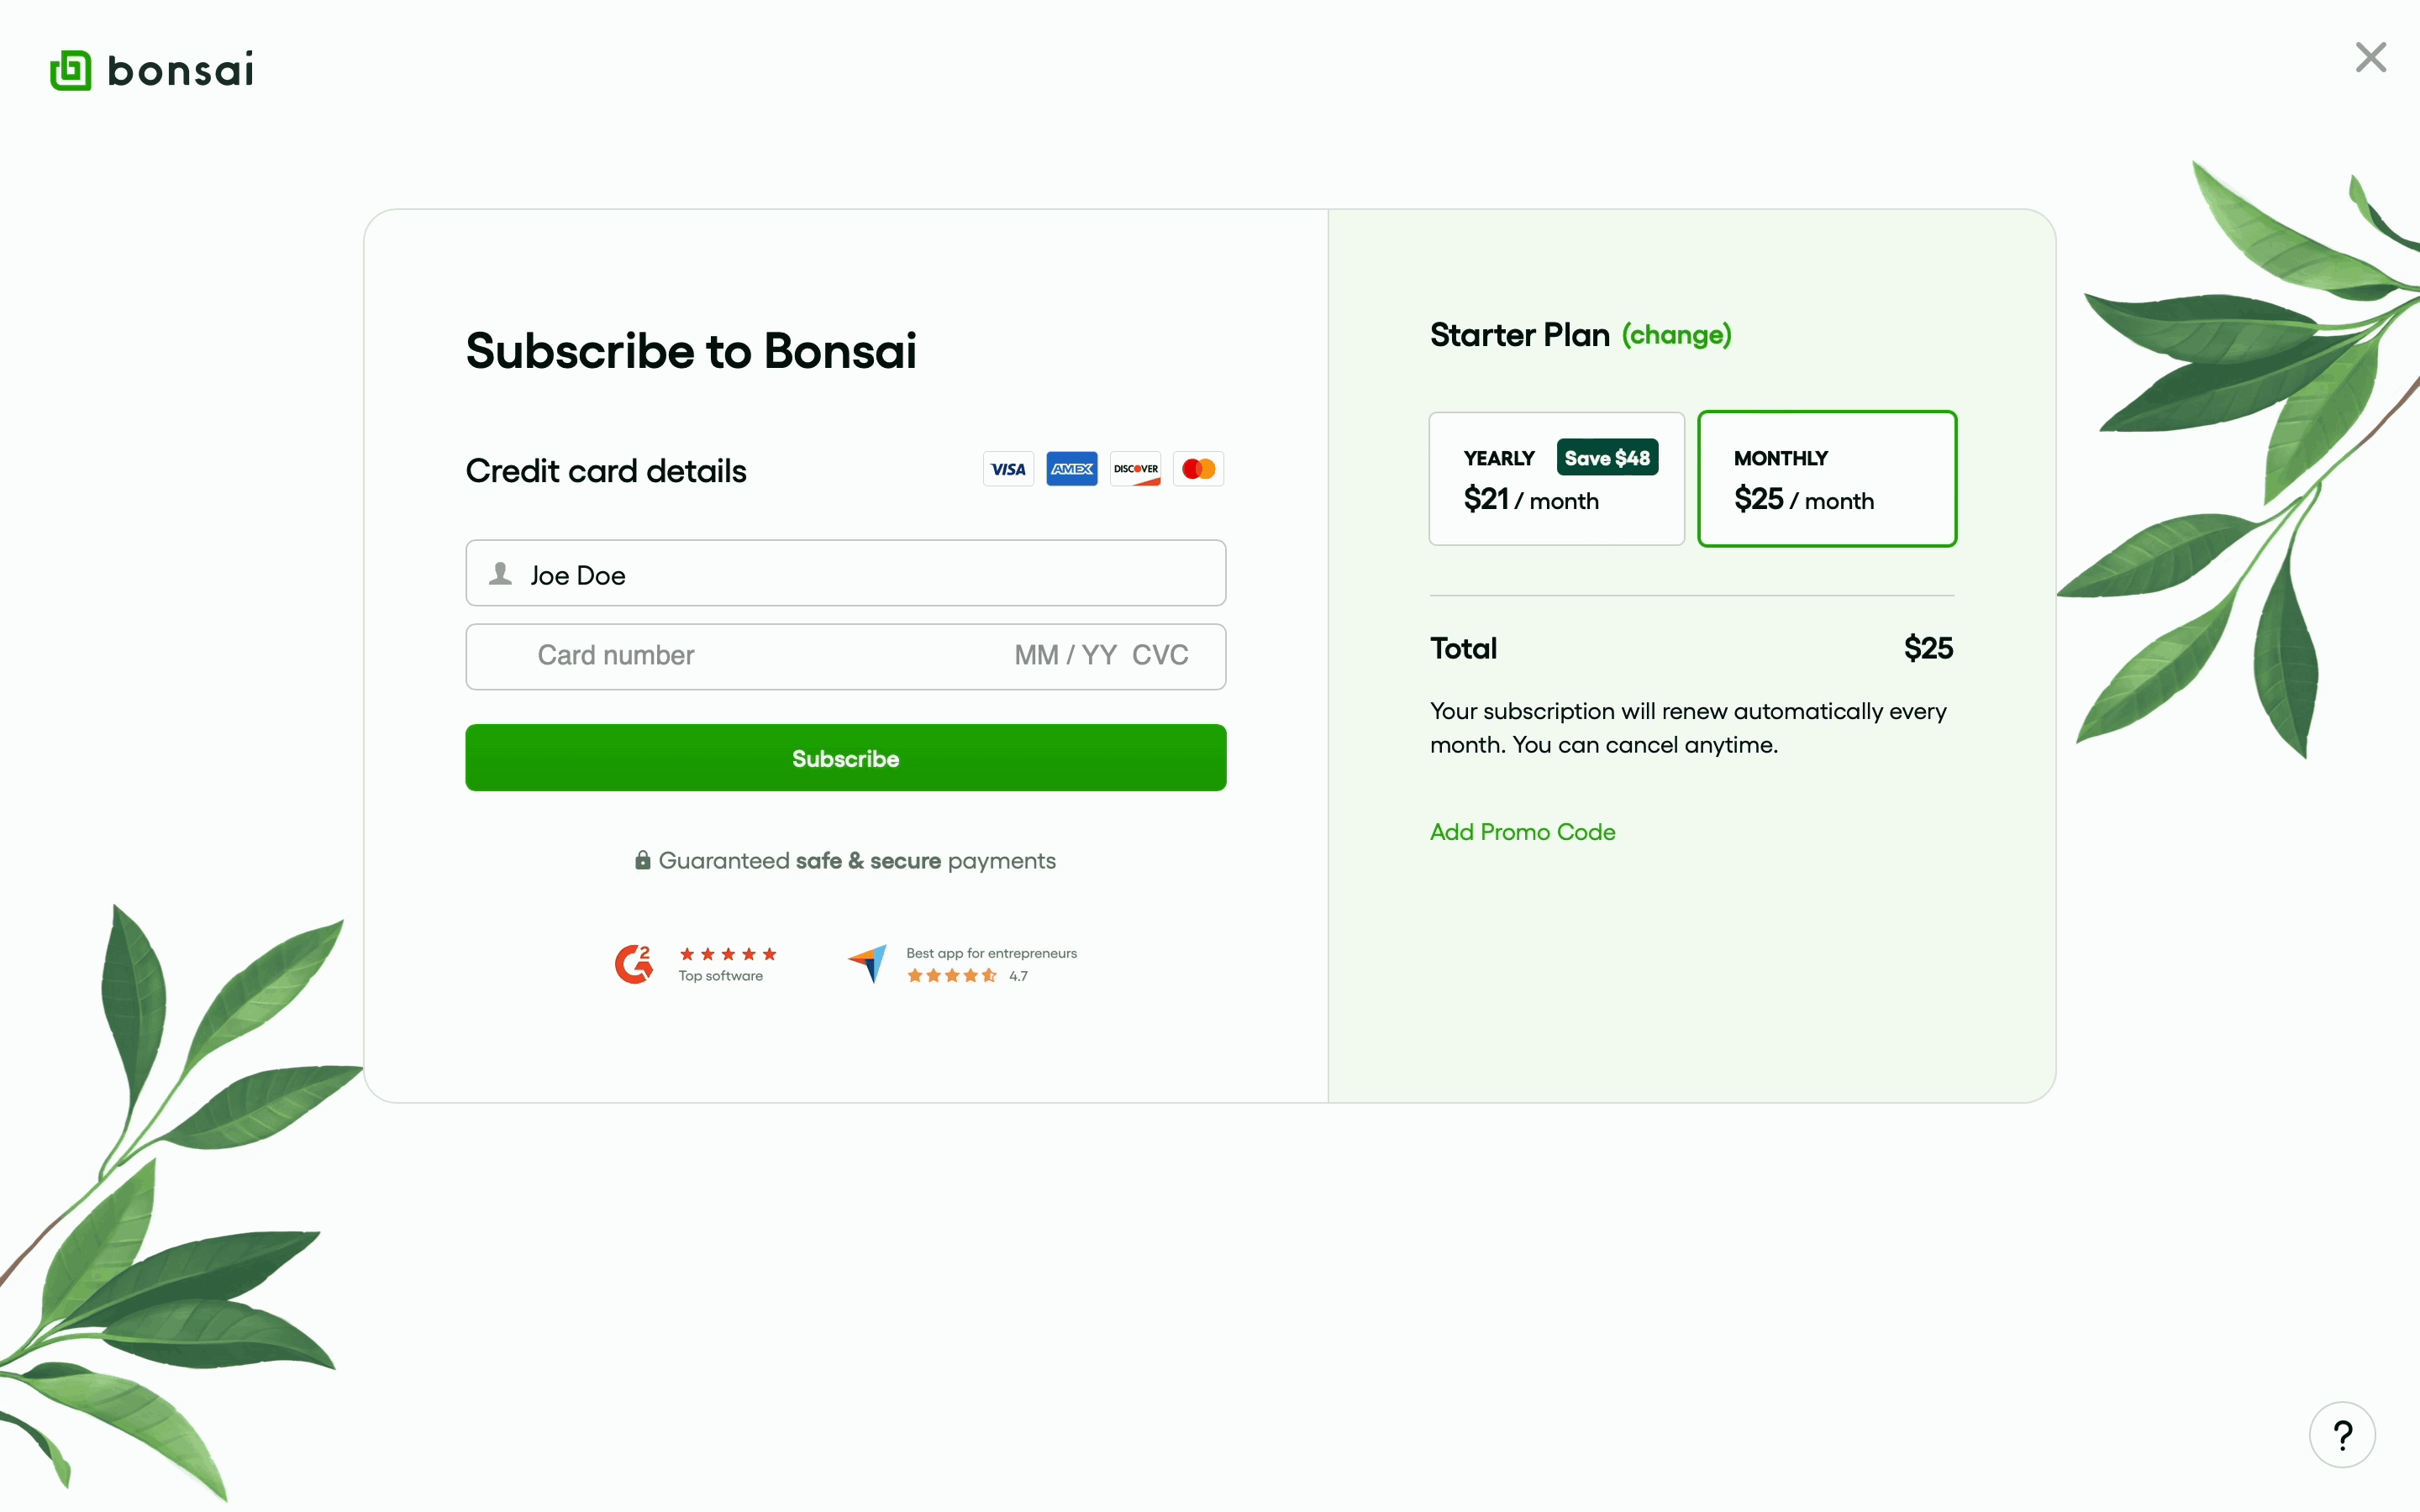 bonsai
Subscribe to Bonsai
Credit card details
VISA AMEX DISCOVER
Joe Doe
Card number MM / YY CVC
Subscribe
Guaranteed safe & secure payments
G2
Top software
Best app for entrepreneurs
4.7
Starter Plan (change)
YEARLY Save $48
$21 / month
MONTHLY
$25 / month
Total $25
Your subscription will renew automatically every
month. You can cancel anytime.
Add Promo Code
?